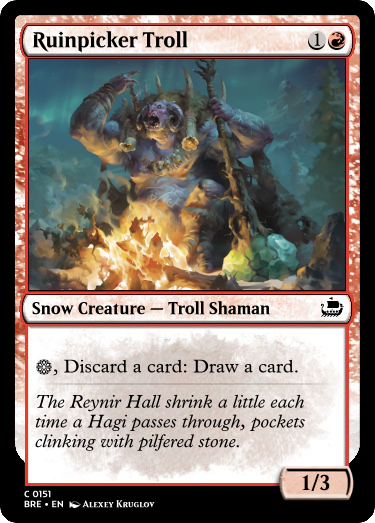 Ruinpicker Troll 1
Snow Creature — Troll Shaman
, Discard a card: Draw a card.
The Reynir Hall shrink a little each
time a Hagi passes through, pockets
clinking with pilfered stone.
1/3
C 0151
BRE • EN Alexey Kruglov